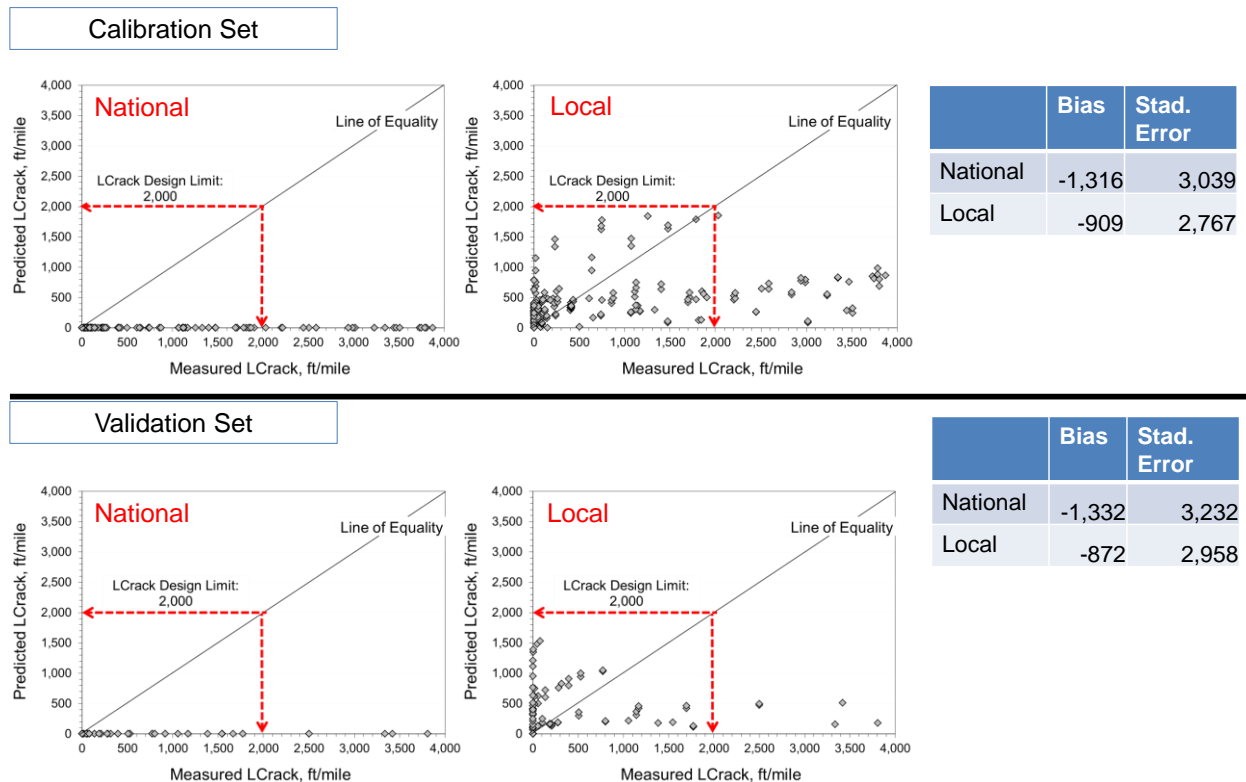 Calibration Set
4,000
3,500
3,000
2,500
2,000
1,500
1,000
500
0
Predicted LCrack, ft/mile
National
Line of Equality
LCrack Design Limit:
2,000
0 500 1,000 1,500 2,000 2,500 3,000 3,500 4,000
Measured LCrack, ft/mile
4,000
3,500
3,000
2,500
2,000
1,500
1,000
500
0
Predicted LCrack, ft/mile
Local
Line of Equality
LCrack Design Limit:
2,000
0 500 1,000 1,500 2,000 2,500 3,000 3,500 4,000
Measured LCrack, ft/mile
Bias Stad. Error
National -1,316 3,039
Local -909 2,767
Validation Set
4,000
3,500
3,000
2,500
2,000
1,500
1,000
500
0
Predicted LCrack, ft/mile
National
Line of Equality
LCrack Design Limit:
2,000
0 500 1,000 1,500 2,000 2,500 3,000 3,500 4,000
Measured LCrack, ft/mile
4,000
3,500
3,000
2,500
2,000
1,500
1,000
500
0
Predicted LCrack, ft/mile
Local
Line of Equality
LCrack Design Limit:
2,000
0 500 1,000 1,500 2,000 2,500 3,000 3,500 4,000
Measured LCrack, ft/mile
Bias Stad. Error
National -1,332 3,232
Local -872 2,958